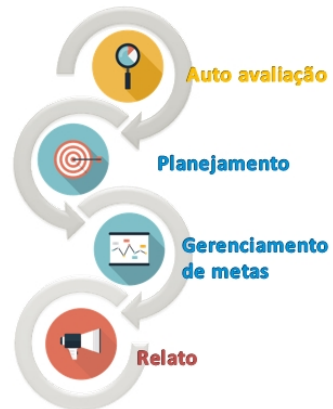 Auto avaliação
Planejamento
Gerenciamento
de metas
Relato